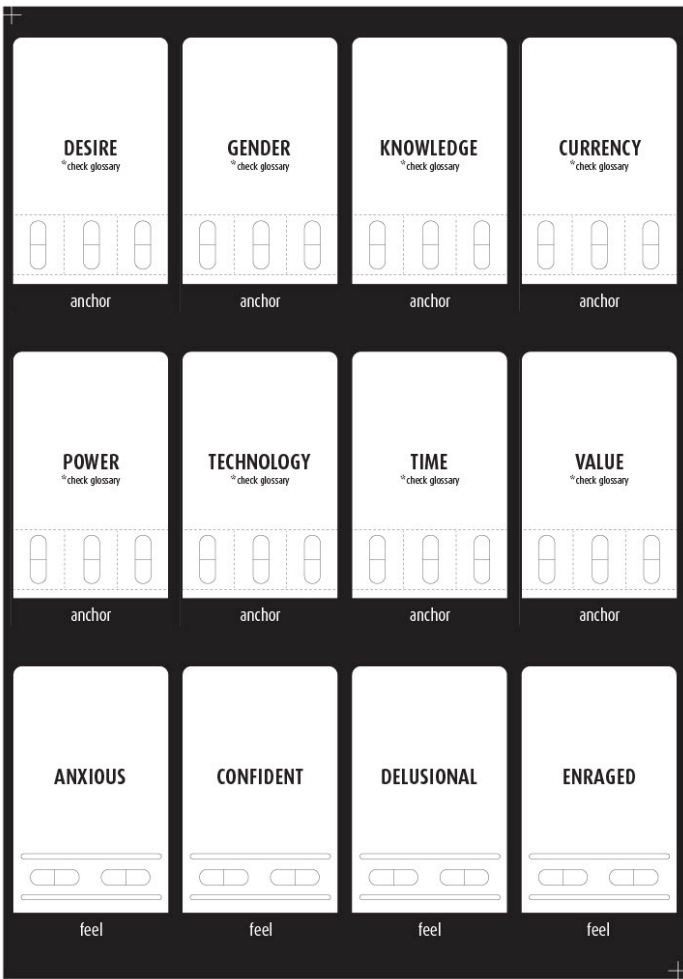 DESIRE
*check glossary
anchor
GENDER
*check glossary
anchor
KNOWLEDGE
*check glossary
anchor
CURRENCY
*check glossary
anchor
POWER
*check glossary
anchor
TECHNOLOGY
*check glossary
anchor
TIME
*check glossary
anchor
VALUE
*check glossary
anchor
ANXIOUS
feel
CONFIDENT
feel
DELUSIONAL
feel
ENRAGED
feel